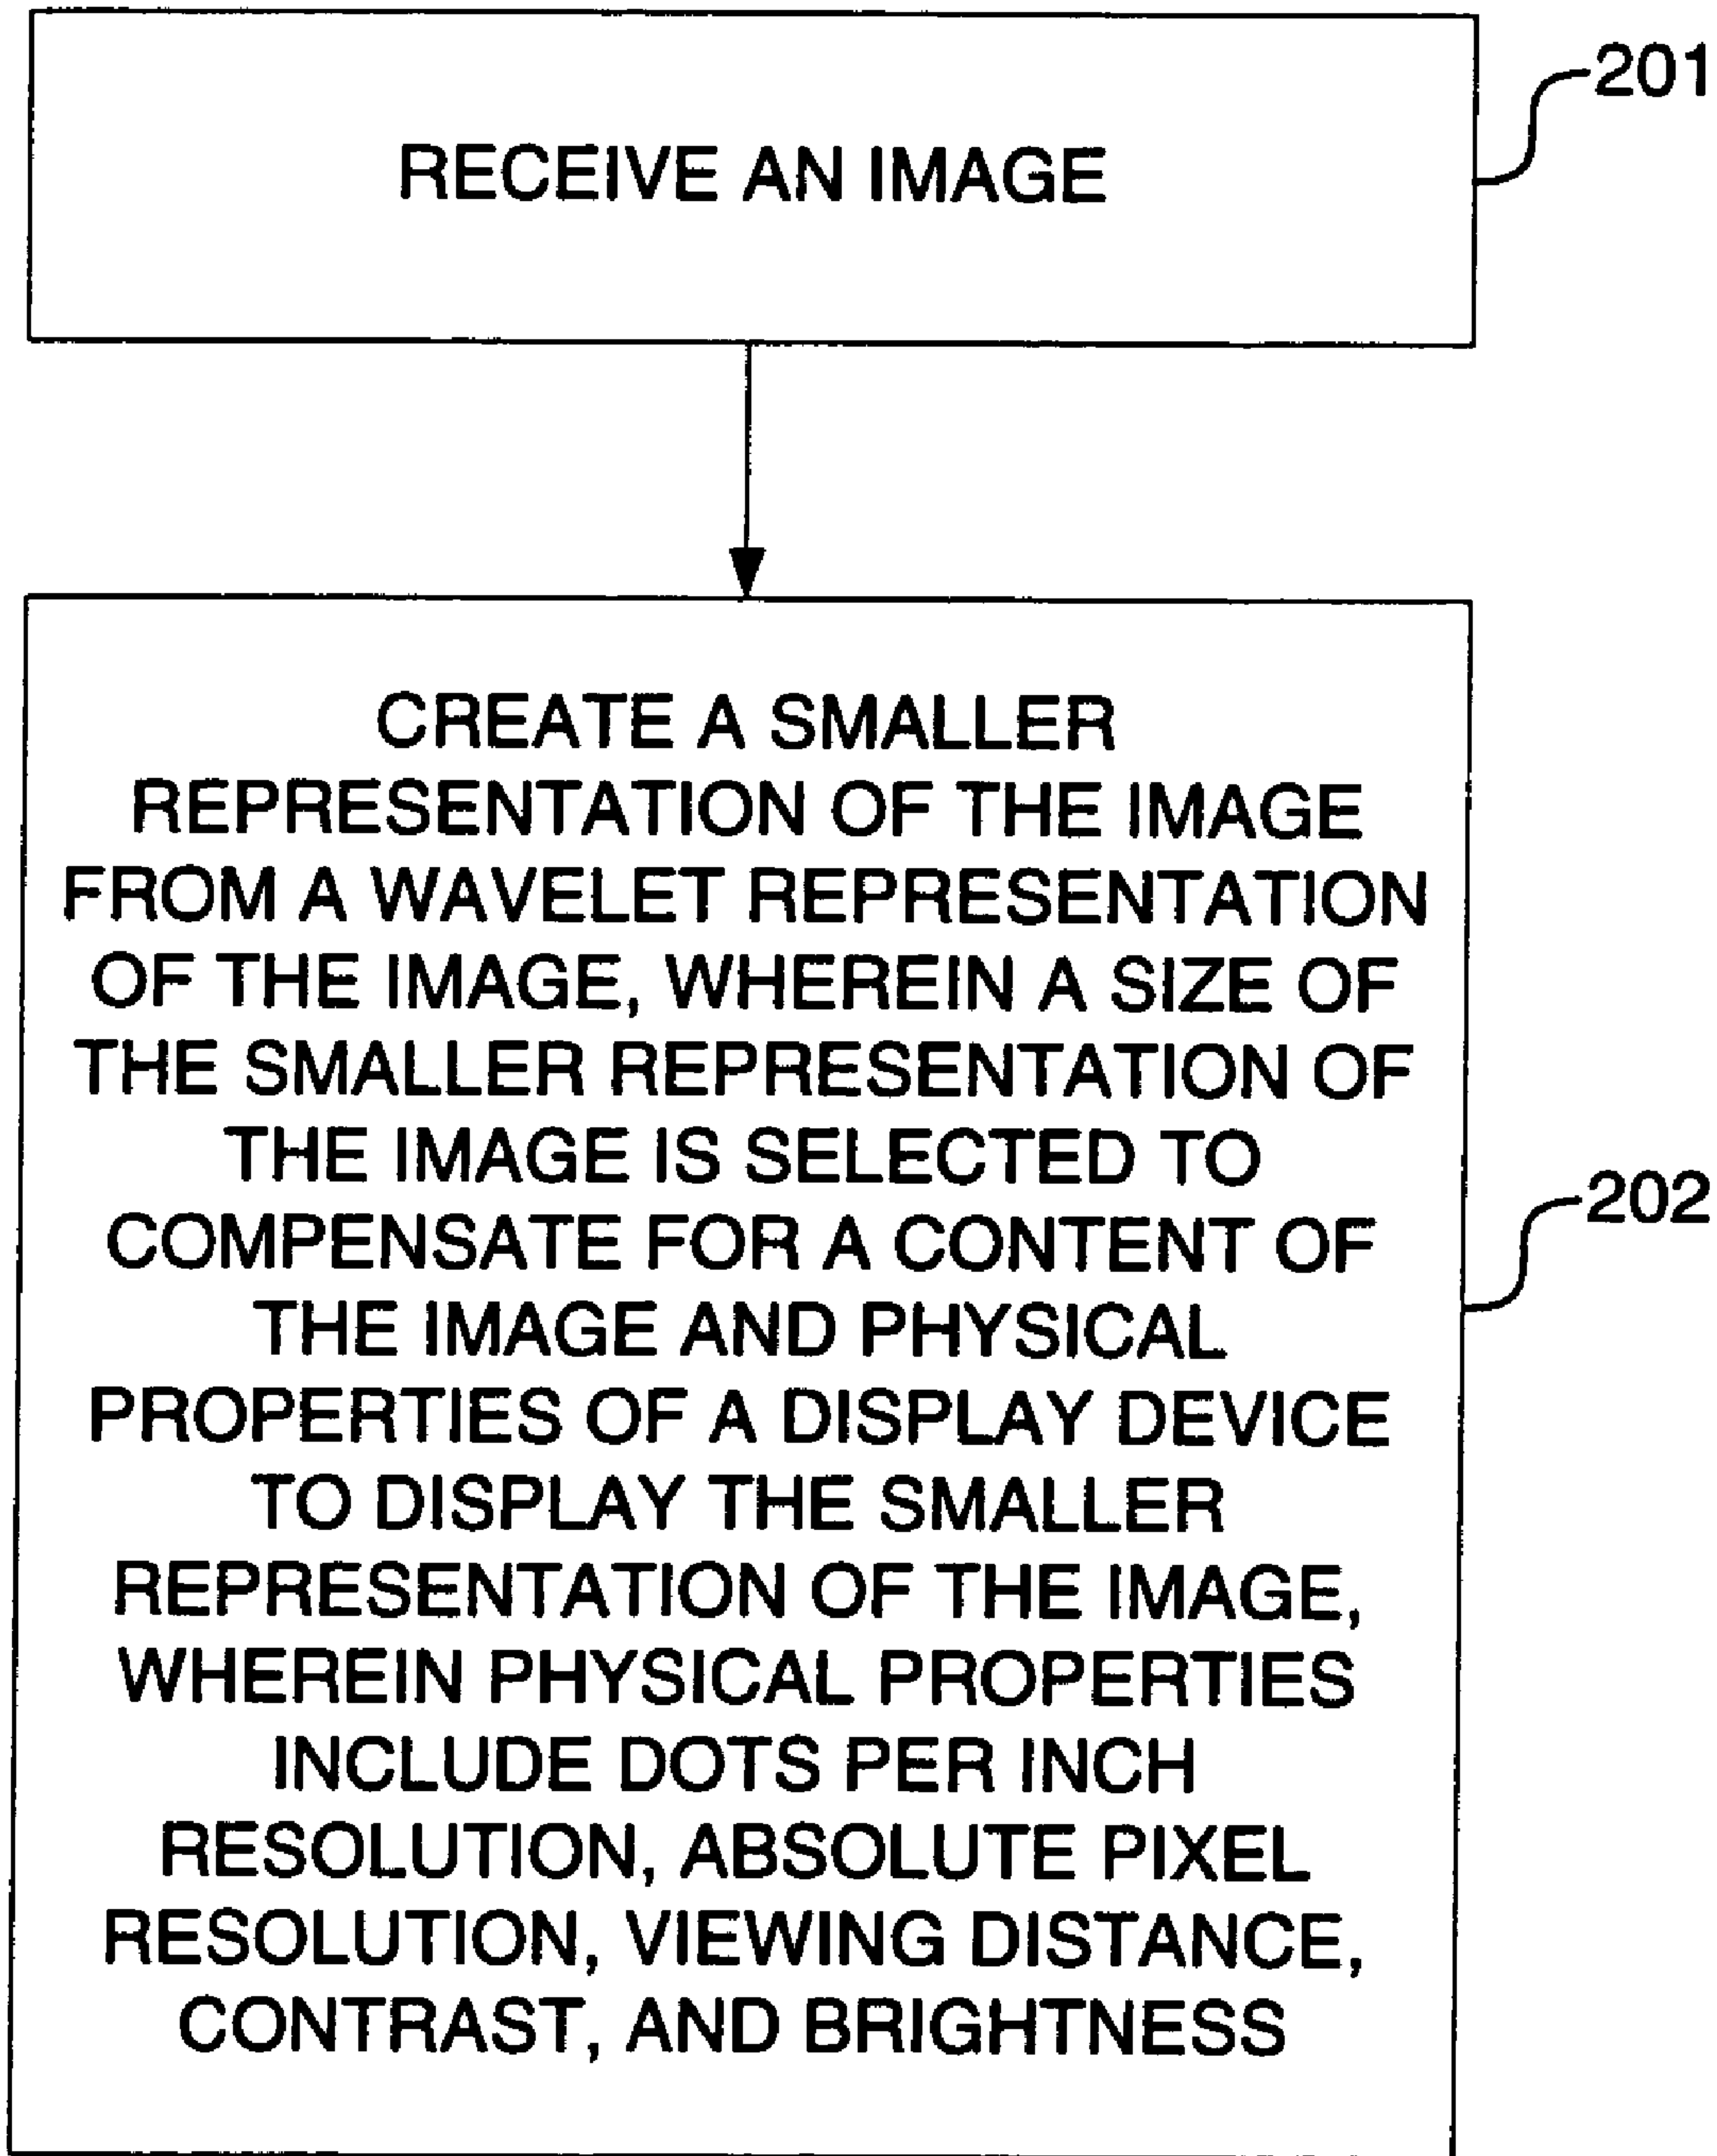 RECEIVE AN IMAGE
201
CREATE A SMALLER
REPRESENTATION OF THE IMAGE
FROM A WAVELET REPRESENTATION
OF THE IMAGE, WHEREIN A SIZE OF
THE SMALLER REPRESENTATION OF
THE IMAGE IS SELECTED TO
COMPENSATE FOR A CONTENT OF
THE IMAGE AND PHYSICAL
PROPERTIES OF A DISPLAY DEVICE
TO DISPLAY THE SMALLER
REPRESENTATION OF THE IMAGE,
WHEREIN PHYSICAL PROPERTIES
INCLUDE DOTS PER INCH
RESOLUTION, ABSOLUTE PIXEL
RESOLUTION, VIEWING DISTANCE,
CONTRAST, AND BRIGHTNESS
202